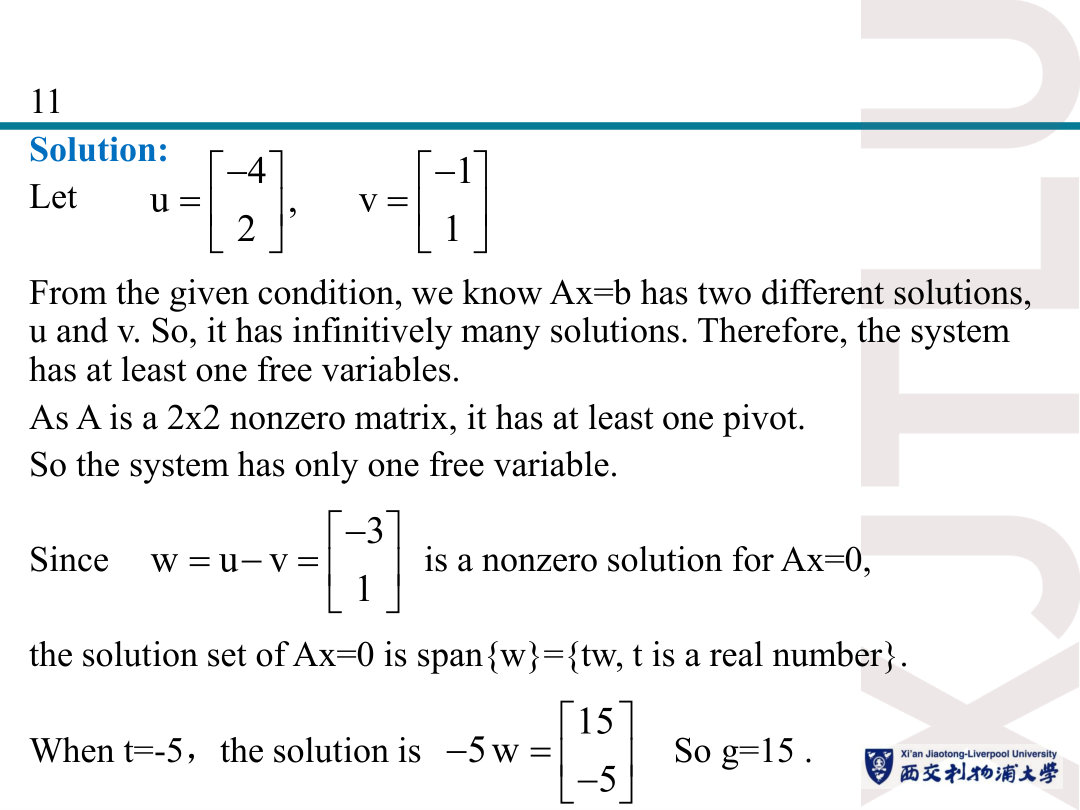 11
Solution:
Let u = [−4 2], v = [−1 1]
From the given condition, we know Ax=b has two different solutions,
u and v. So, it has infinitively many solutions. Therefore, the system
has at least one free variables.
As A is a 2x2 nonzero matrix, it has at least one pivot.
So the system has only one free variable.
Since w = u − v = [−3 1] is a nonzero solution for Ax=0,
the solution set of Ax=0 is span{w}={tw, t is a real number}.
When t=-5，the solution is −5w = [15 −5] So g=15 .
Xi'an Jiaotong-Liverpool University
西交利物浦大学
XJTLU